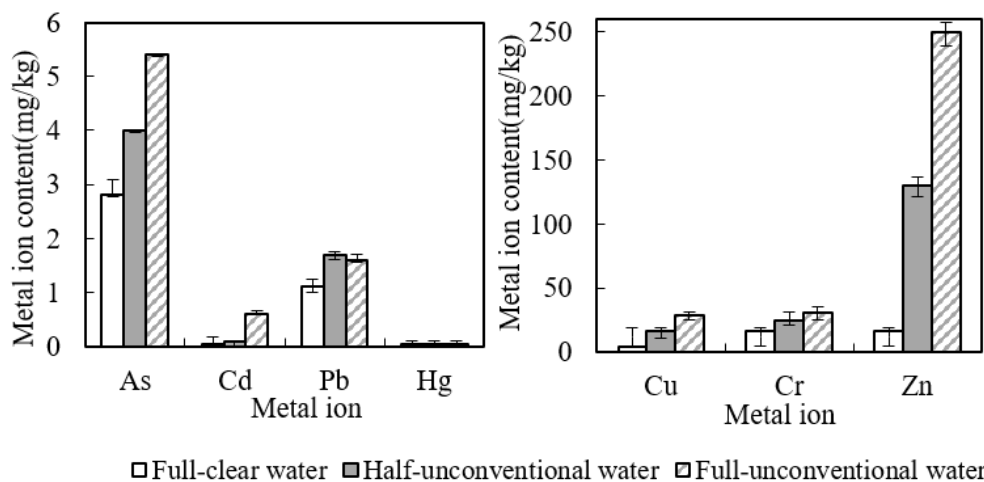 Metal ion content(mg/kg)
6
5
4
3
2
1
0
As Cd Pb Hg
Metal ion
Metal ion content(mg/kg)
250
200
150
100
50
0
Cu Cr Zn
Metal ion
Full-clear water Half-unconventional water Full-unconventional water